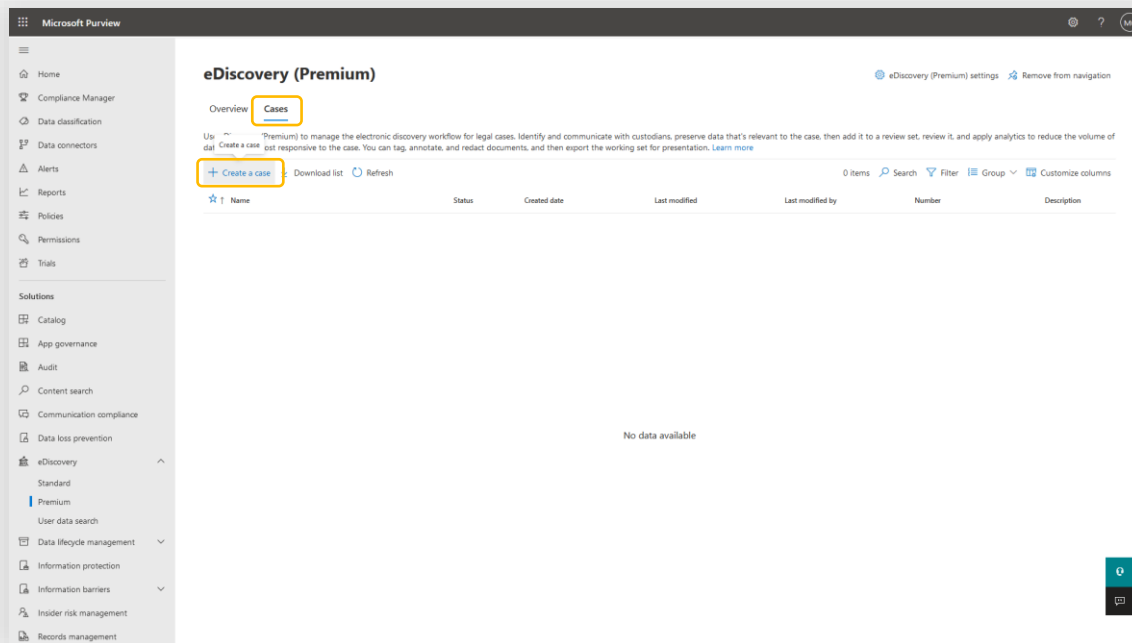 Microsoft Purview
?
Home
Compliance Manager
Data classification
Data connectors
Alerts
Reports
Policies
Permissions
Trials
Solutions
Catalog
App governance
Audit
Content search
Communication compliance
Data loss prevention
eDiscovery
Standard
Premium
User data search
Data lifecycle management
Information protection
Information barriers
Insider risk management
Records management
eDiscovery (Premium)
eDiscovery (Premium) settings
Remove from navigation
Overview
Cases
(Premium) to manage the electronic discovery workflow for legal cases. Identify and communicate with custodians, preserve data that's relevant to the case, then add it to a review set, review it, and apply analytics to reduce the volume of
responsive to the case. You can tag, annotate, and redact documents, and then export the working set for presentation. Learn more
Create a case
+ Create a case
Download list
Refresh
0 items
Search
Filter
Group
Customize columns
↑ Name
Status
Created date
Last modified
Last modified by
Number
Description
No data available